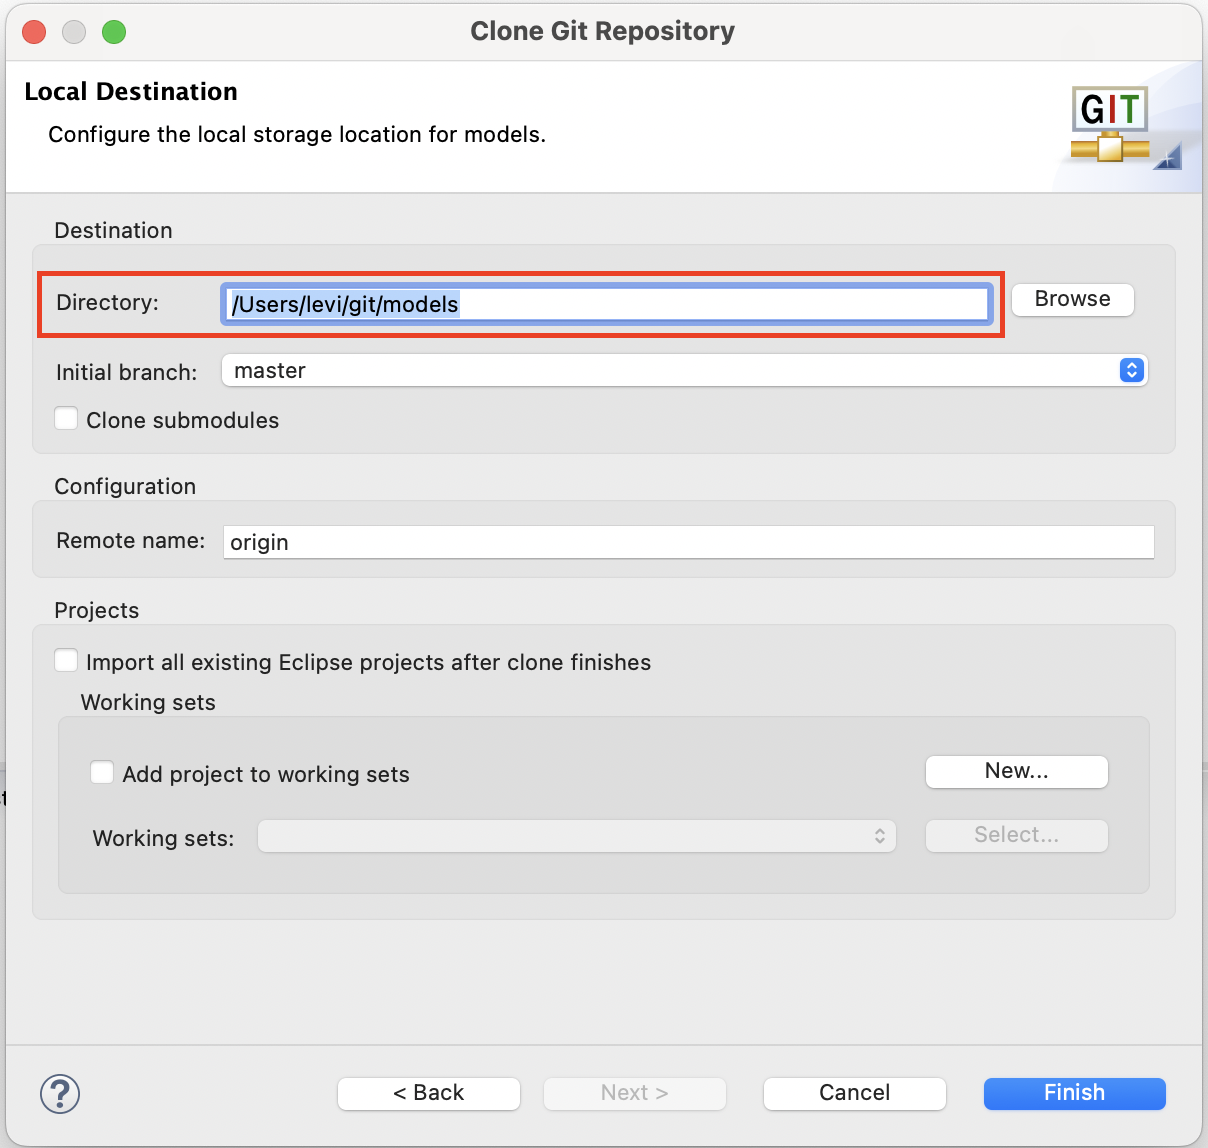 Clone Git Repository
Local Destination
Configure the local storage location for models.
GIT
Destination
Directory: /Users/levi/git/models Browse
Initial branch: master
Clone submodules
Configuration
Remote name: origin
Projects
Import all existing Eclipse projects after clone finishes
Working sets
Add project to working sets New...
Working sets: Select...
? < Back Next > Cancel Finish